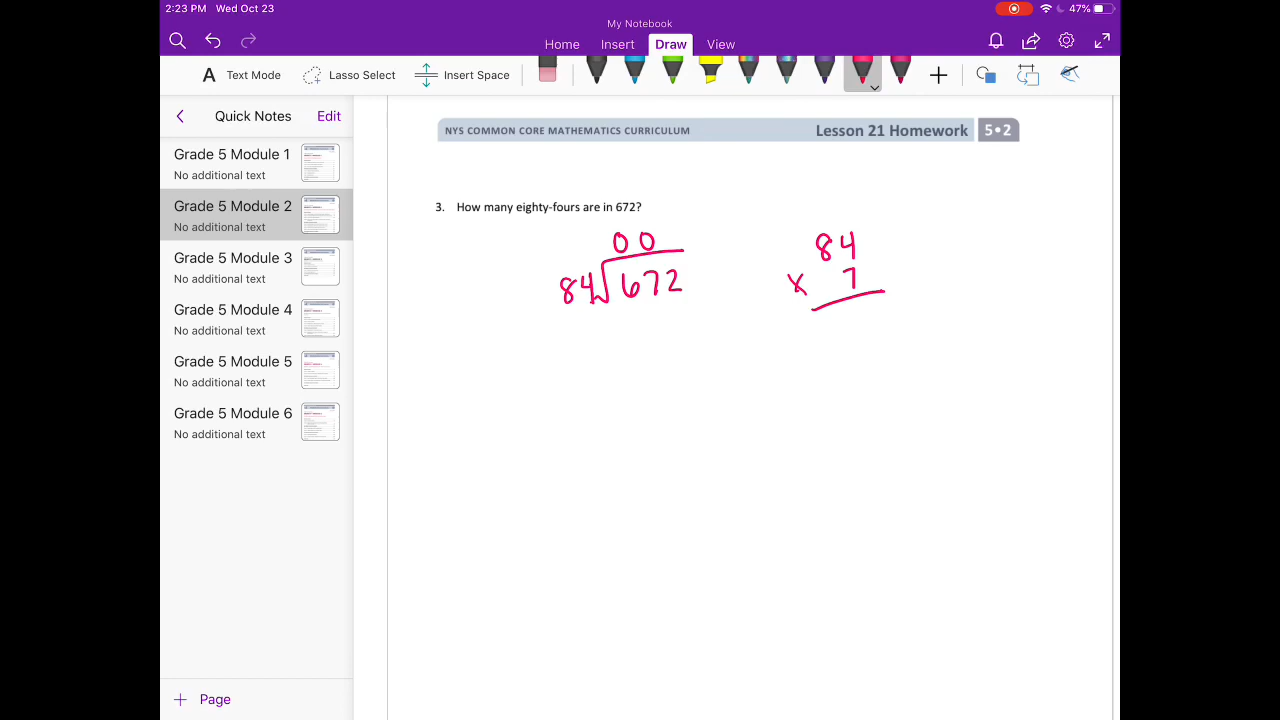 2:23 PM Wed Oct 23
47%
My Notebook
Home Insert Draw View
A Text Mode Lasso Select Insert Space
Quick Notes Edit
Grade 5 Module 1
No additional text
Grade 5 Module 2
No additional text
Grade 5 Module 3
No additional text
Grade 5 Module 4
No additional text
Grade 5 Module 5
No additional text
Grade 5 Module 6
No additional text
+ Page
NYS COMMON CORE MATHEMATICS CURRICULUM Lesson 21 Homework 5•2
3. How many eighty-fours are in 672?
00
84 672
84
x 7